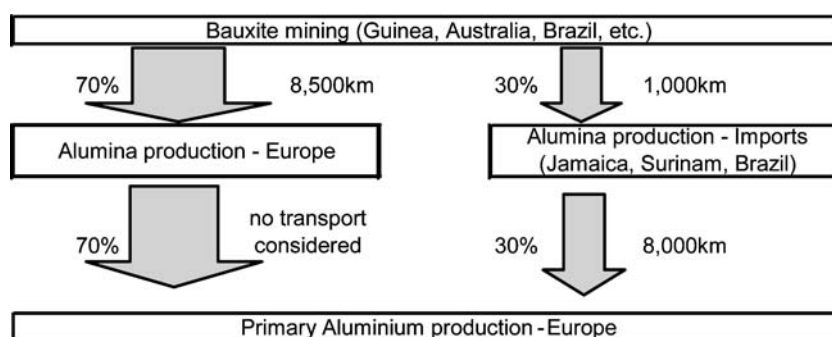 Bauxite mining (Guinea, Australia, Brazil, etc.)
70%
8,500km
30%
1,000km
Alumina production - Europe
Alumina production - Imports
(Jamaica, Surinam, Brazil)
70%
no transport
considered
30%
8,000km
Primary Aluminium production - Europe